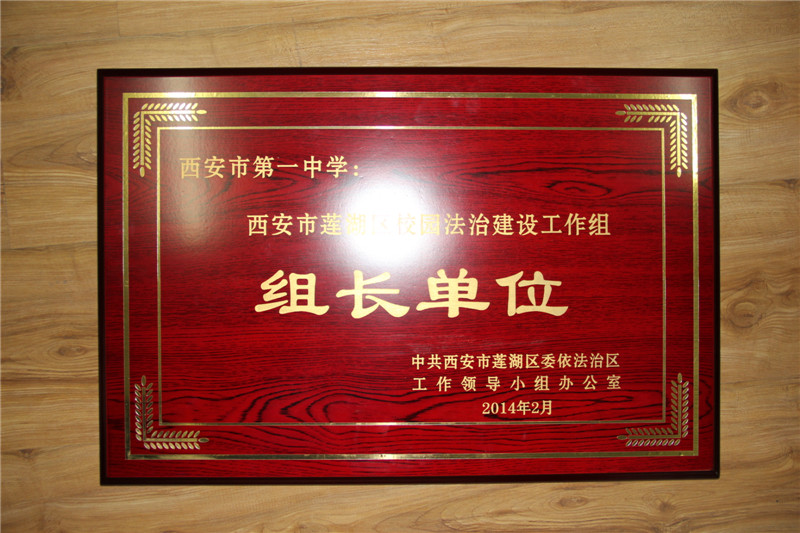 西安市第一中学：
西安市莲湖区校园法治建设工作组
组长单位
中共西安市莲湖区委依法治区
工作领导小组办公室
2014年2月